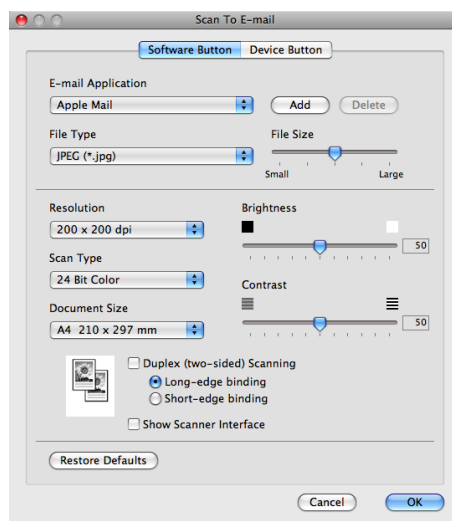 Scan To E-mail
Software Button Device Button
E-mail Application
Apple Mail Add Delete
File Type File Size
JPEG (*.jpg)
Small Large
Resolution Brightness
200 x 200 dpi
50
Scan Type
24 Bit Color
Contrast
Document Size
A4 210 x 297 mm 50
Duplex (two-sided) Scanning
Long-edge binding
Short-edge binding
Show Scanner Interface
Restore Defaults
Cancel OK